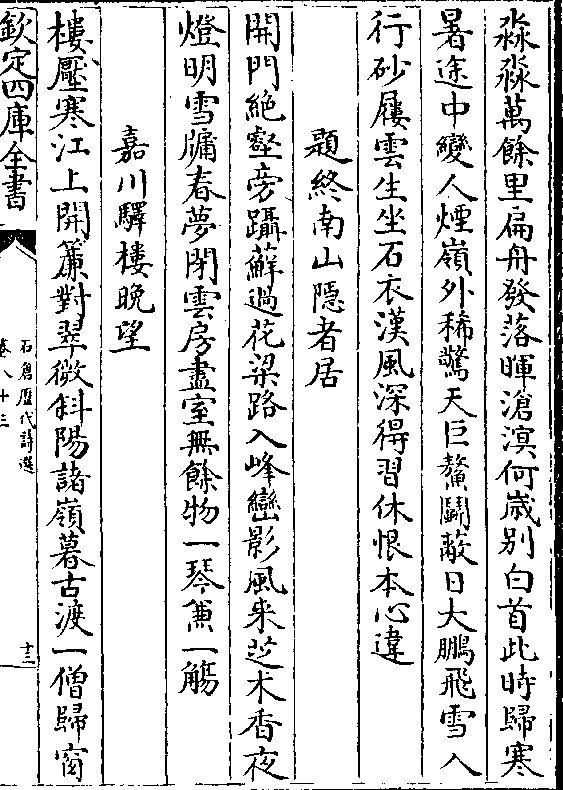 淼淼萬餘里扁舟發落暉滄溟何歲别白首此時歸寒
暑途中變人煙嶺外稀驚天巨鼇鬬蔽日大鵬飛雪入
行砂屨雲生坐石衣漢風深得習休恨本心違
題終南山隱者居
開門絶壑旁躡蘚過花梁路入峰巒影風来芝术香夜
燈明雪牖春夢閉雲房盡室無餘物一琴兼一觴
嘉川驛樓晚望
樓壓寒江上開簾對翠微斜陽諸嶺暮古渡一僧歸窗
欽定四庫全書
石倉歷代詩選
卷八十三
十二